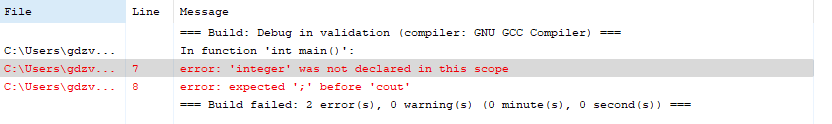 File Line Message
=== Build: Debug in validation (compiler: GNU GCC Compiler) ===
C:\Users\gdzv... In function 'int main()':
C:\Users\gdzv... 7 error: 'integer' was not declared in this scope
C:\Users\gdzv... 8 error: expected ';' before 'cout'
=== Build failed: 2 error(s), 0 warning(s) (0 minute(s), 0 second(s)) ===